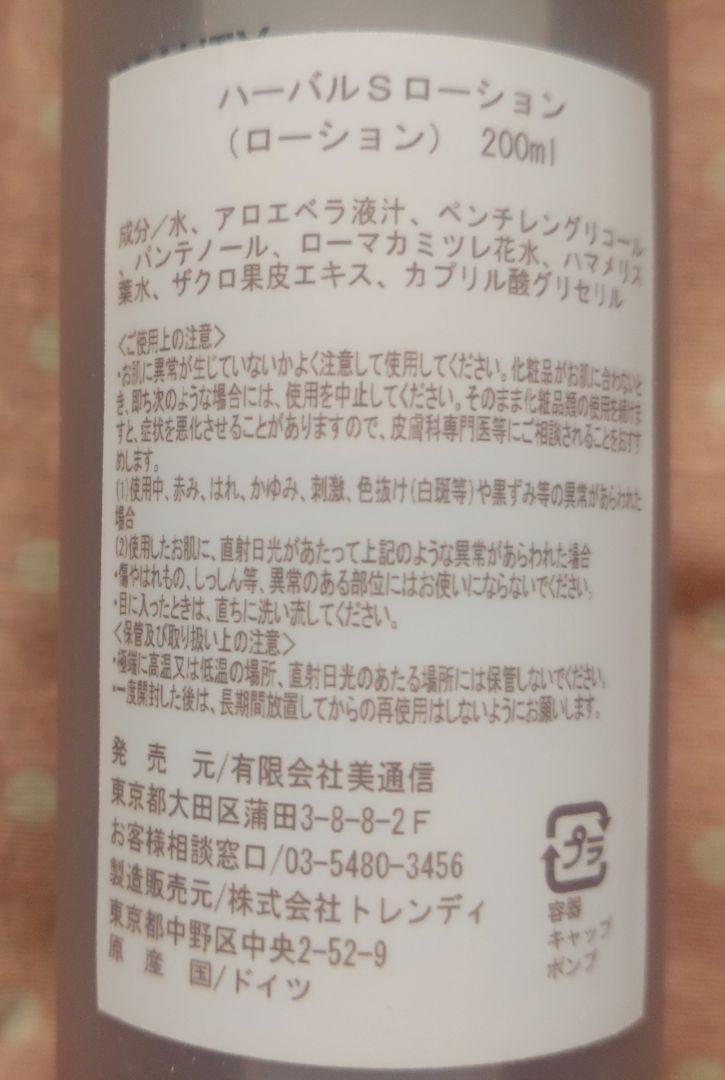 ハーバルSローション
(ローション) 200ml
成分/水、アロエベラ液汁、ペンチレングリコール
、パンテノール、ローマカミツレ花水、ハマメリス
葉水、ザクロ果皮エキス、カプリル酸グリセリル
<ご使用上の注意>
・お肌に異常が生じていないかよく注意して使用してください。化粧品がお肌に合わないと
き、即ち次のような場合には、使用を中止してください。そのまま化粧品類の使用を続けま
すと、症状を悪化させることがありますので、皮膚科専門医等にご相談されることをおすす
めします。
(1)使用中、赤み、はれ、かゆみ、刺激、色抜け(白斑等)や黒ずみ等の異常があらわれた
場合
(2)使用したお肌に、直射日光があたって上記のような異常があらわれた場合
・傷やはれもの、しっしん等、異常のある部位にはお使いにならないでください。
・目に入ったときは、直ちに洗い流してください。
<保管及び取り扱い上の注意>
・極端に高温又は低温の場所、直射日光のあたる場所には保管しないでください。
・一度開封した後は、長期間放置してからの再使用はしないようにお願いします。
発 売 元/有限会社美通信
東京都大田区蒲田3-8-8-2F
お客様相談窓口/03-5480-3456
製造販売元/株式会社トレンディ
東京都中野区中央2-52-9
原 産 国/ドイツ
プラ
容器
キャップ
ポンプ